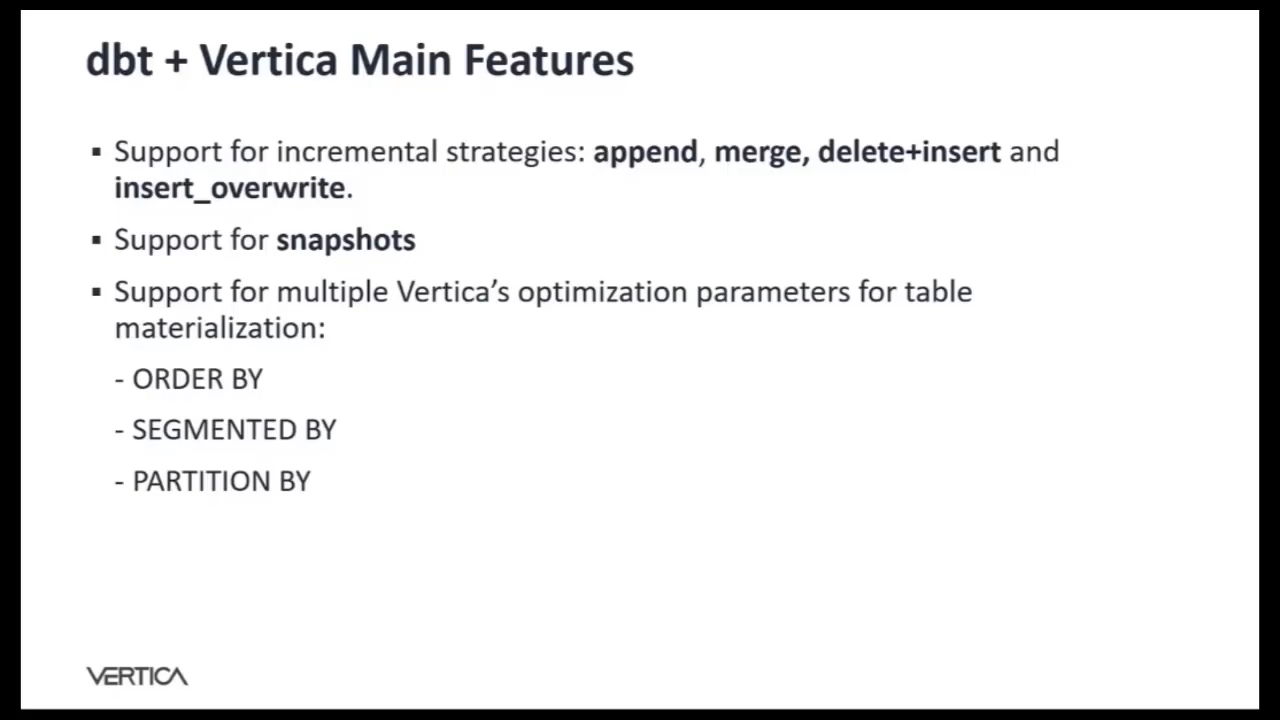 dbt + Vertica Main Features
▪ Support for incremental strategies: append, merge, delete+insert and
insert_overwrite.
▪ Support for snapshots
▪ Support for multiple Vertica’s optimization parameters for table
materialization:
- ORDER BY
- SEGMENTED BY
- PARTITION BY
VERTICA